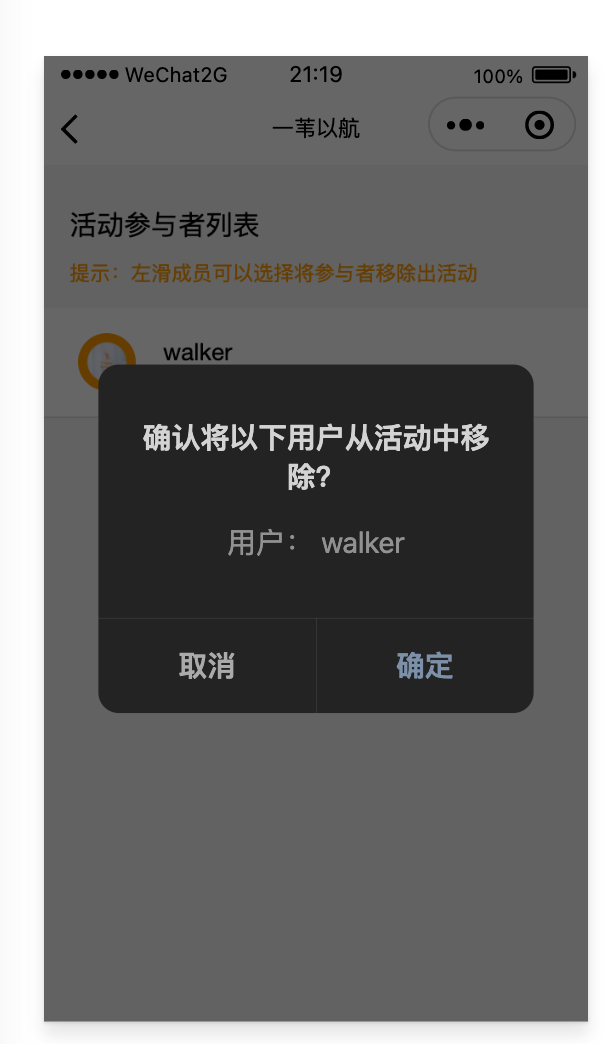 WeChat2G 21:19 100%
一苇以航
活动参与者列表
提示：左滑成员可以选择将参与者移除出活动
walker
确认将以下用户从活动中移
除?
用户： walker
取消 确定